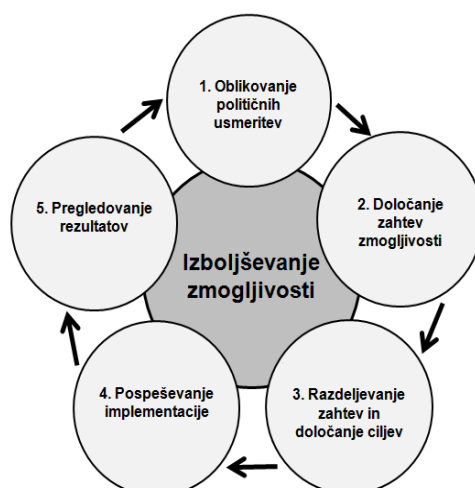 1. Oblikovanje
političnih
usmeritev
2. Določanje
zahtev
zmogljivosti
3. Razdeljevanje
zahtev in
določanje ciljev
4. Pospeševanje
implementacije
5. Pregledovanje
rezultatov
Izboljševanje
zmogljivosti